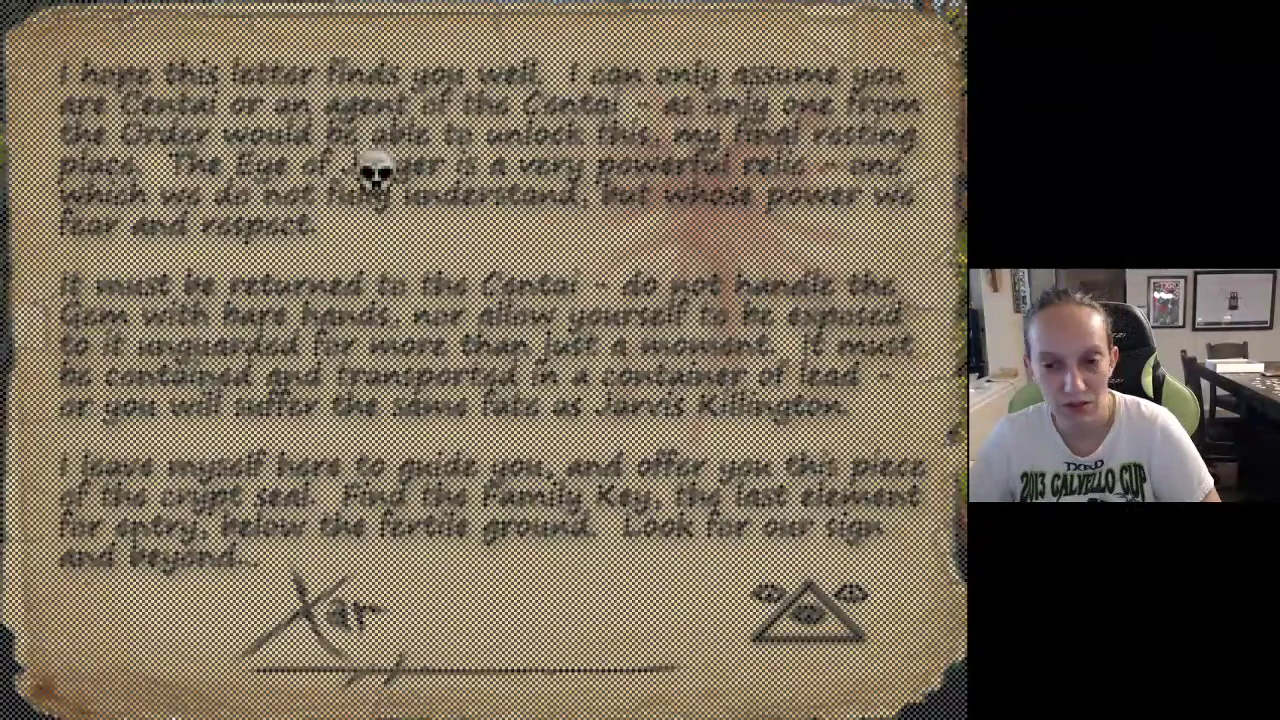 I hope this letter finds you well. I can only assume you
are Centai or an agent of the Centai - as only one from
the Order would be able to unlock this, my final resting
place. The Eye of is a very powerful relic - one
which we do not fully understand, but whose power we
fear and respect.
It must be returned to the Centai - do not handle the
Gem with bare hands nor allow yourself to be exposed
to it unguarded for more than just a moment. It must
be contained and transported in a container of lead -
or you will suffer the same fate as Jarvis Killington.
I leave myself here to guide you, and offer you this piece
of the crypt seal. Find the Family Key, the last element
for entry, below the fertile ground. Look for our sign
and beyond...
Xar
TXRD
2013 CALVELLO CUP